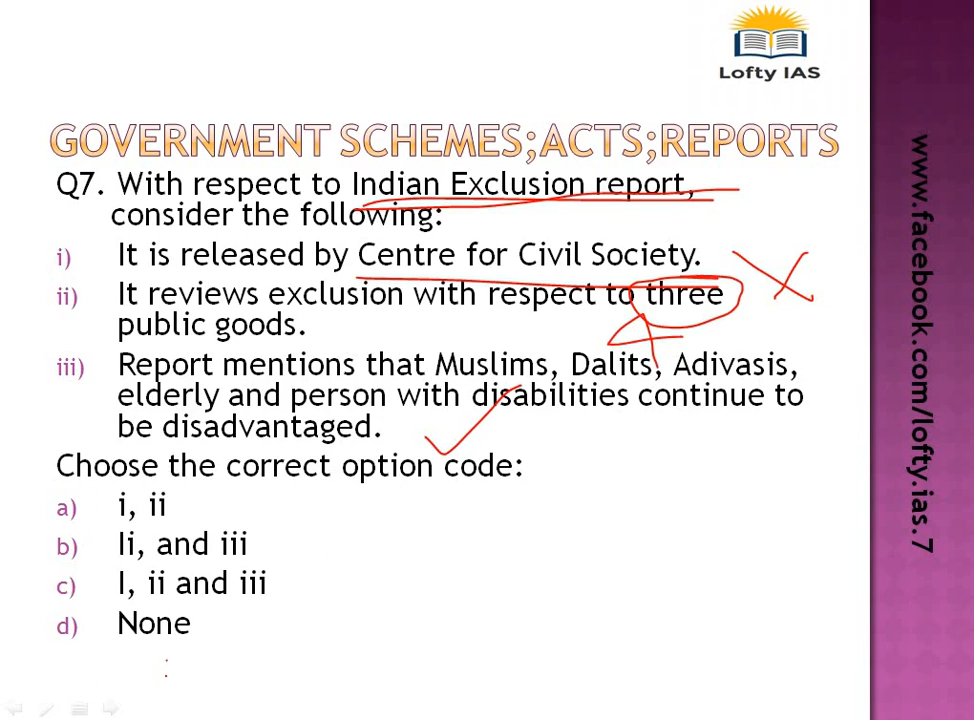 Lofty IAS
GOVERNMENT SCHEMES;ACTS;REPORTS
Q7. With respect to Indian Exclusion report,
consider the following:
i) It is released by Centre for Civil Society.
ii) It reviews exclusion with respect to three
public goods.
4
iii) Report mentions that Muslims, Dalits, Adivasis,
elderly and person with disabilities continue to
be disadvantaged.
Choose the correct option code:
a) i, ii
b) Ii, and iii
c) I, ii and iii
d) None
www.facebook.com/lofty.ias.7